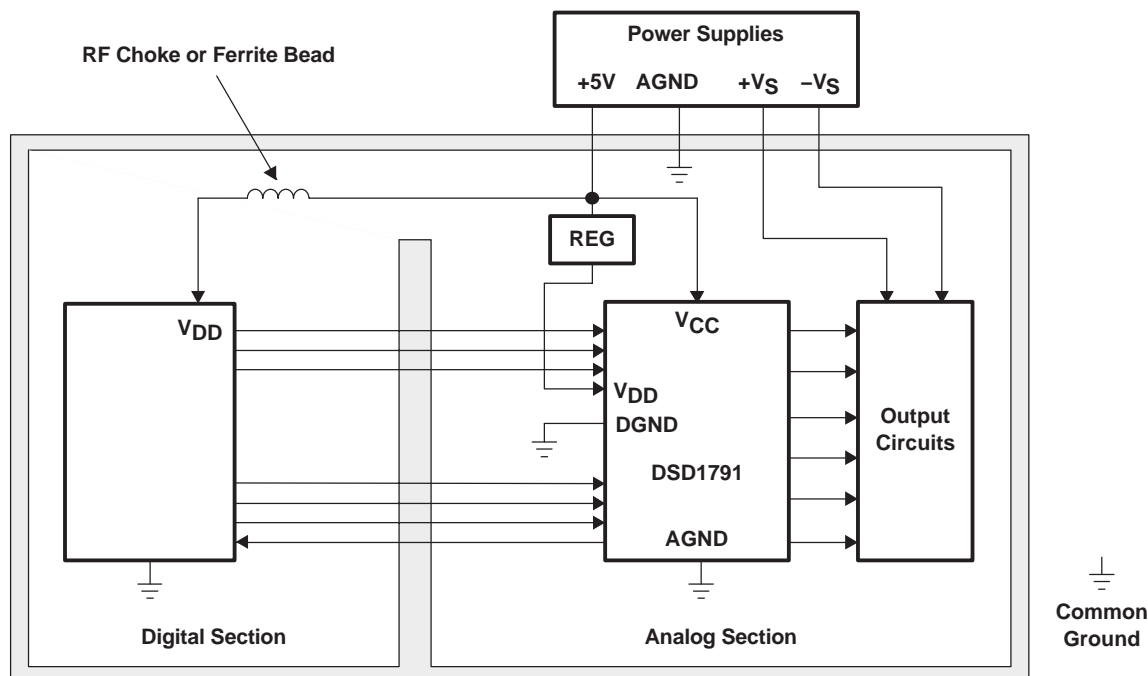 Power Supplies
RF Choke or Ferrite Bead
+5V AGND +VS –VS
REG
VDD
VCC
VDD
DGND
Output
Circuits
DSD1791
AGND
Common
Ground
Digital Section
Analog Section